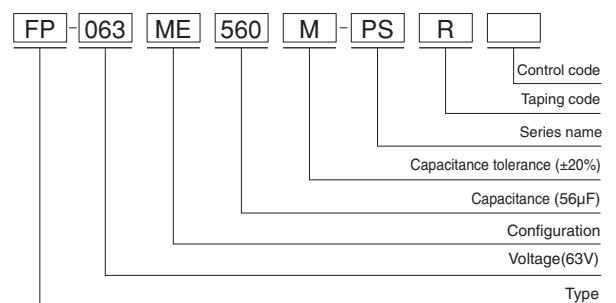 FP-063 ME 560 M-PS R
Control code
Taping code
Series name
Capacitance tolerance (±20%)
Capacitance (56μF)
Configuration
Voltage(63V)
Type